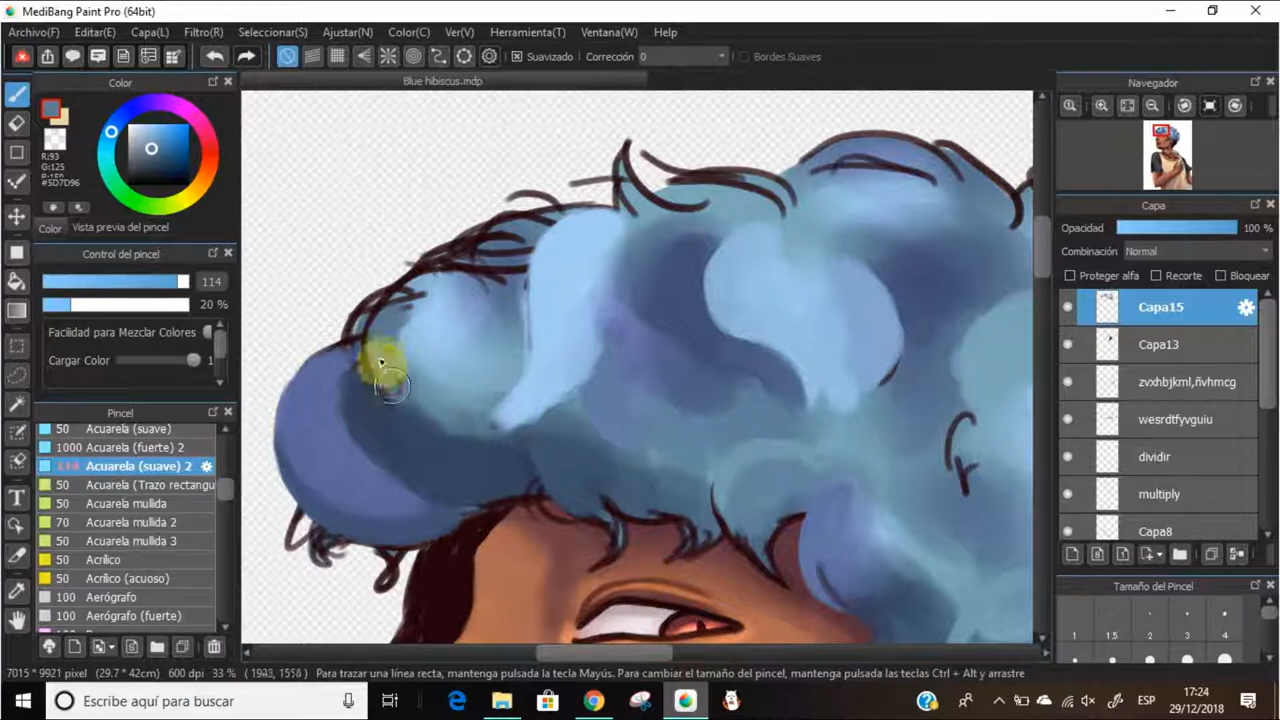 MediBang Paint Pro (64bit)
Archivo(F) Editar(E) Capa(L) Filtro(R) Seleccionar(S) Ajustar(N) Color(C) Ver(V) Herramienta(T) Ventana(W) Help
Suavizado Corrección 0 Bordes Suaves
Color
Blue hibiscus.mdp
Navegador
R:93
G:125
#5D7D96
Color Vista previa del pincel
Control del pincel
114
20 %
Facilidad para Mezclar Colores
Cargar Color 1
Pincel
50 Acuarela (suave)
1000 Acuarela (fuerte) 2
114 Acuarela (suave) 2
50 Acuarela (Trazo rectangu
50 Acuarela mullida
70 Acuarela mullida 2
50 Acuarela mullida 3
50 Acrílico
50 Acrílico (acuoso)
100 Aerógrafo
100 Aerógrafo (fuerte)
Capa
Opacidad 100 %
Combinación Normal
Proteger alfa Recorte Bloquear
Capa15
Capa13
zvxhbjkml,ñvhmcg
wesrdtfyvguiu
dividir
multiply
Capa8
Tamaño del Pincel
1 1.5 2 3 4
7015 * 9921 pixel (29.7 * 42cm) 600 dpi 33 % ( 1943, 1556) Para trazar una línea recta, mantenga pulsada la tecla Mayús. Para cambiar el tamaño del pincel, mantenga pulsadas las teclas Ctrl + Alt y arrastre
Escribe aquí para buscar
ESP
17:24
29/12/2018